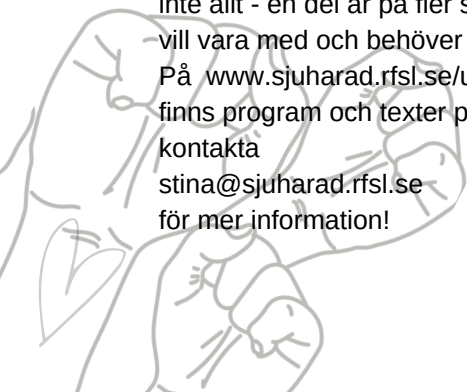 inte allt - en del är på fler s
vill vara med och behöver
På www.sjuharad.rfsl.se/u
finns program och texter p
kontakta
stina@sjuharad.rfsl.se
för mer information!